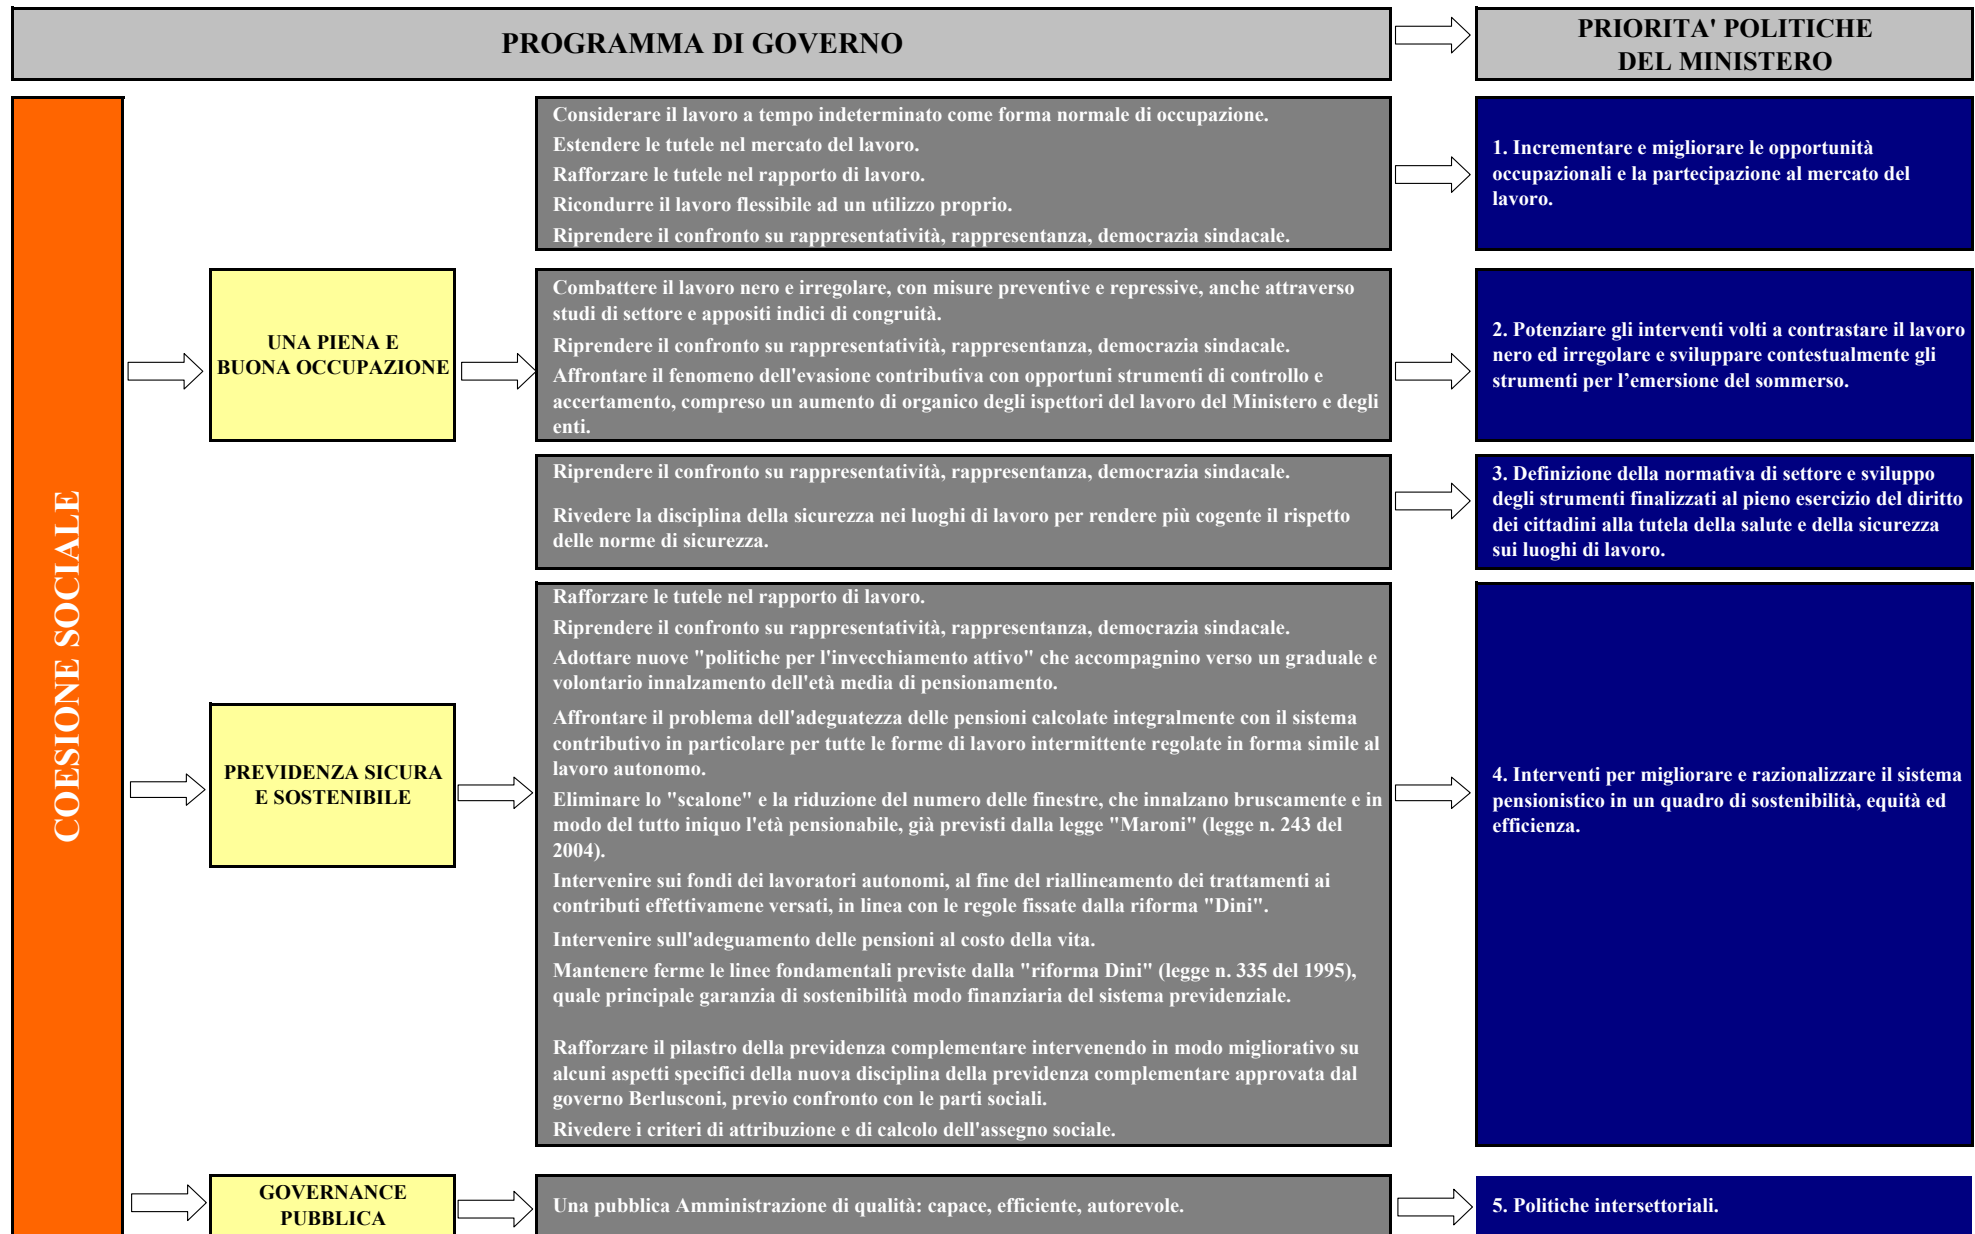 PROGRAMMA DI GOVERNO
PRIORITA' POLITICHE
DEL MINISTERO
COESIONE SOCIALE
UNA PIENA E
BUONA OCCUPAZIONE
Considerare il lavoro a tempo indeterminato come forma normale di occupazione.
Estendere le tutele nel mercato del lavoro.
Rafforzare le tutele nel rapporto di lavoro.
Ricondurre il lavoro flessibile ad un utilizzo proprio.
Riprendere il confronto su rappresentatività, rappresentanza, democrazia sindacale.
1. Incrementare e migliorare le opportunità
occupazionali e la partecipazione al mercato del
lavoro.
Combattere il lavoro nero e irregolare, con misure preventive e repressive, anche attraverso
studi di settore e appositi indici di congruità.
Riprendere il confronto su rappresentatività, rappresentanza, democrazia sindacale.
Affrontare il fenomeno dell'evasione contributiva con opportuni strumenti di controllo e
accertamento, compreso un aumento di organico degli ispettori del lavoro del Ministero e degli
enti.
2. Potenziare gli interventi volti a contrastare il lavoro
nero ed irregolare e sviluppare contestualmente gli
strumenti per l’emersione del sommerso.
Riprendere il confronto su rappresentatività, rappresentanza, democrazia sindacale.
Rivedere la disciplina della sicurezza nei luoghi di lavoro per rendere più cogente il rispetto
delle norme di sicurezza.
3. Definizione della normativa di settore e sviluppo
degli strumenti finalizzati al pieno esercizio del diritto
dei cittadini alla tutela della salute e della sicurezza
sui luoghi di lavoro.
PREVIDENZA SICURA
E SOSTENIBILE
Rafforzare le tutele nel rapporto di lavoro.
Riprendere il confronto su rappresentatività, rappresentanza, democrazia sindacale.
Adottare nuove "politiche per l'invecchiamento attivo" che accompagnino verso un graduale e
volontario innalzamento dell'età media di pensionamento.
Affrontare il problema dell'adeguatezza delle pensioni calcolate integralmente con il sistema
contributivo in particolare per tutte le forme di lavoro intermittente regolate in forma simile al
lavoro autonomo.
Eliminare lo "scalone" e la riduzione del numero delle finestre, che innalzano bruscamente e in
modo del tutto iniquo l'età pensionabile, già previsti dalla legge "Maroni" (legge n. 243 del
2004).
Intervenire sui fondi dei lavoratori autonomi, al fine del riallineamento dei trattamenti ai
contributi effettivamene versati, in linea con le regole fissate dalla riforma "Dini".
Intervenire sull'adeguamento delle pensioni al costo della vita.
Mantenere ferme le linee fondamentali previste dalla "riforma Dini" (legge n. 335 del 1995),
quale principale garanzia di sostenibilità modo finanziaria del sistema previdenziale.
Rafforzare il pilastro della previdenza complementare intervenendo in modo migliorativo su
alcuni aspetti specifici della nuova disciplina della previdenza complementare approvata dal
governo Berlusconi, previo confronto con le parti sociali.
Rivedere i criteri di attribuzione e di calcolo dell'assegno sociale.
4. Interventi per migliorare e razionalizzare il sistema
pensionistico in un quadro di sostenibilità, equità ed
efficienza.
GOVERNANCE
PUBBLICA
Una pubblica Amministrazione di qualità: capace, efficiente, autorevole.
5. Politiche intersettoriali.